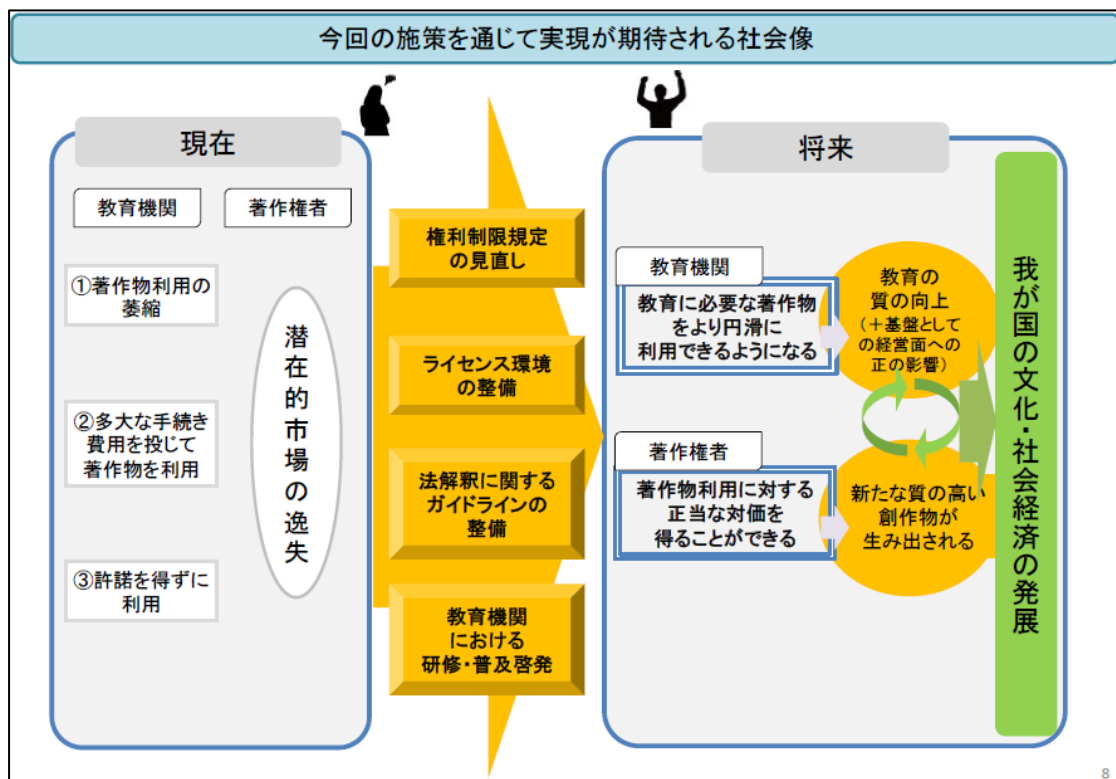 今回の施策を通じて実現が期待される社会像
現在
教育機関
著作権者
①著作物利用の
萎縮
②多大な手続き
費用を投じて
著作物を利用
③許諾を得ずに
利用
潜在的市場の逸失
権利制限規定
の見直し
ライセンス環境
の整備
法解釈に関する
ガイドラインの
整備
教育機関
における
研修・普及啓発
将来
教育機関
教育に必要な著作物
をより円滑に
利用できるようになる
教育の
質の向上
(+基盤として
の経営面への
正の影響)
著作権者
著作物利用に対する
正当な対価を
得ることができる
新たな質の高い
創作物が
生み出される
我が国の文化・社会経済の発展
8